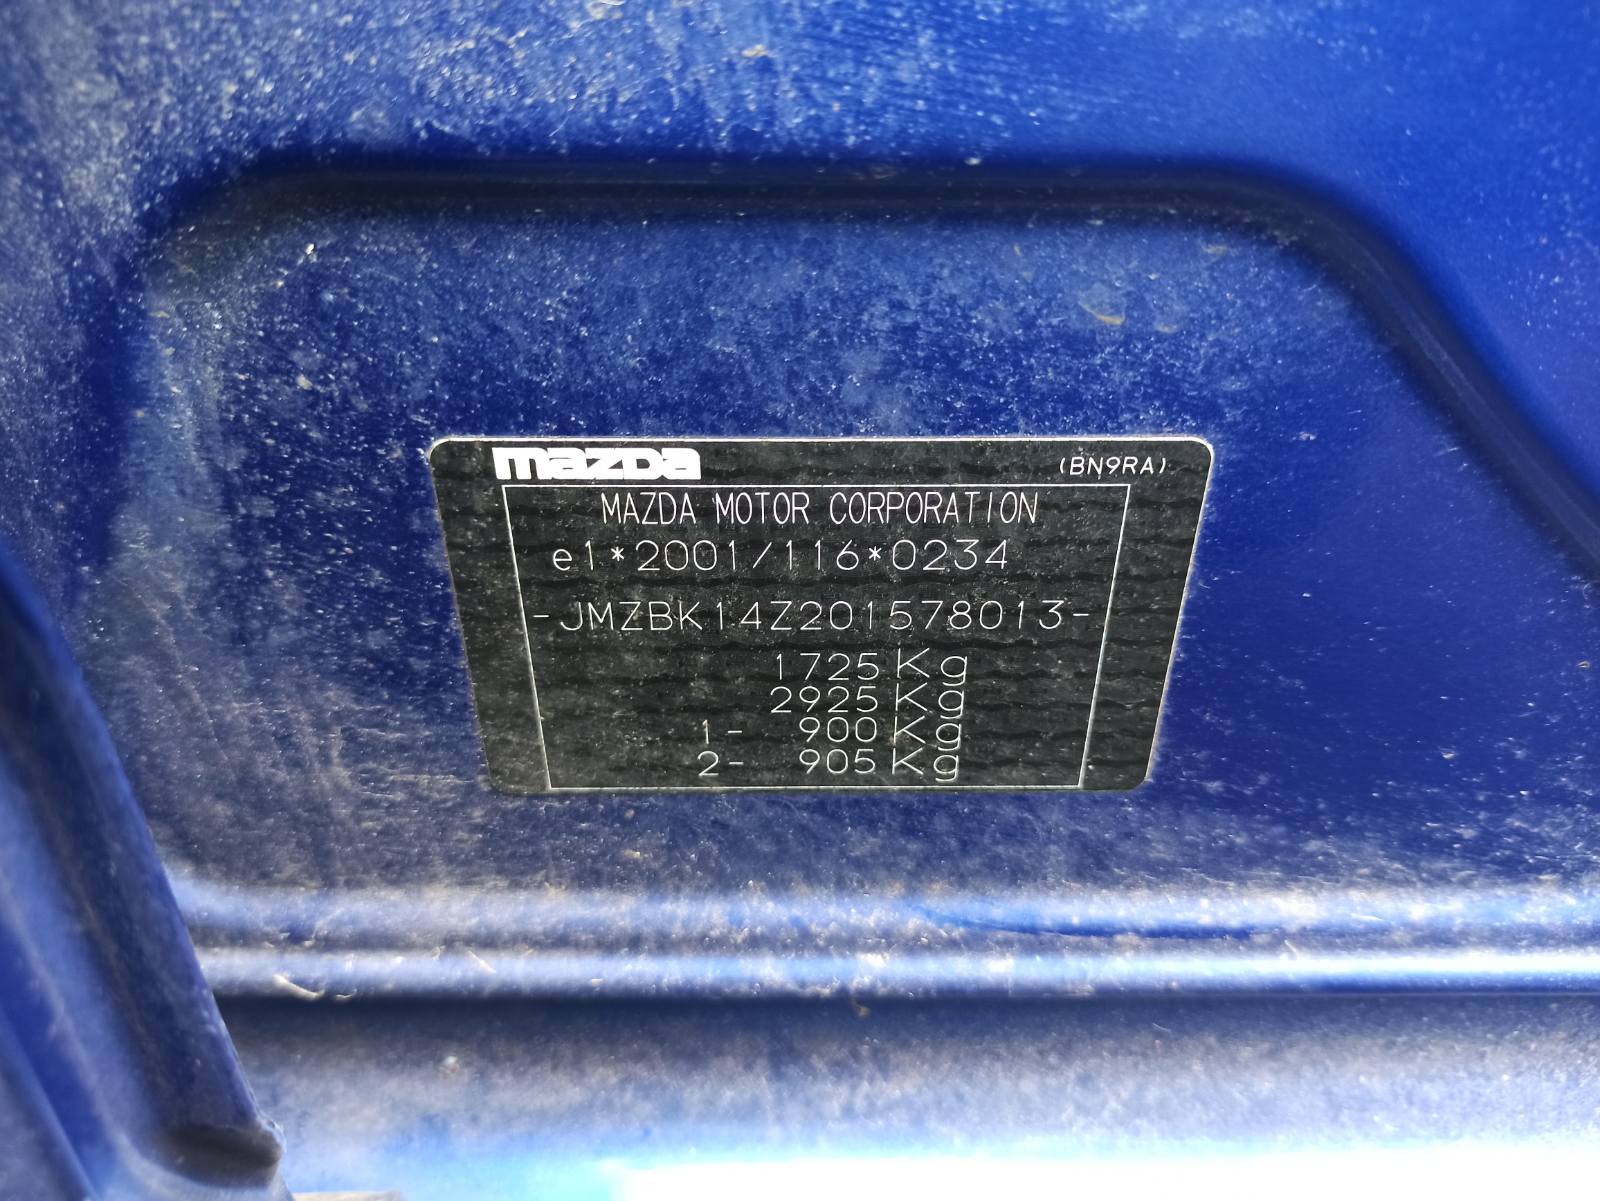 mazda (BN9RA)
MAZDA MOTOR CORPORATION
e1*2001/116*0234
-JMZBK14Z201578013-
1725 Kg
2925 Kg
1- 900 Kg
2- 905 Kg